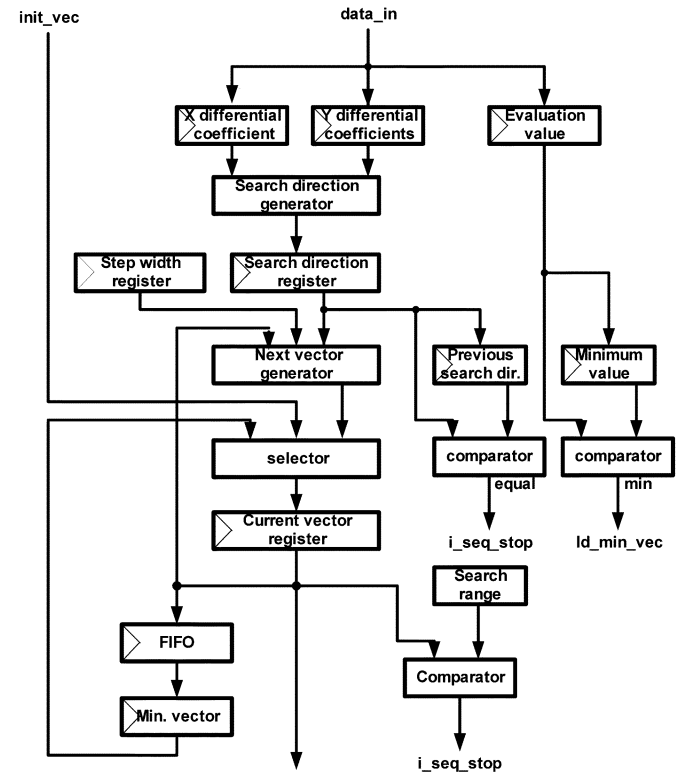 init_vec
data_in
X differential
coefficient
Y differential
coefficients
Evaluation
value
Search direction
generator
Step width
register
Search direction
register
Next vector
generator
Previous
search dir.
Minimum
value
selector
comparator
equal
comparator
min
Current vector
register
i_seq_stop
ld_min_vec
Search
range
FIFO
Comparator
Min. vector
i_seq_stop